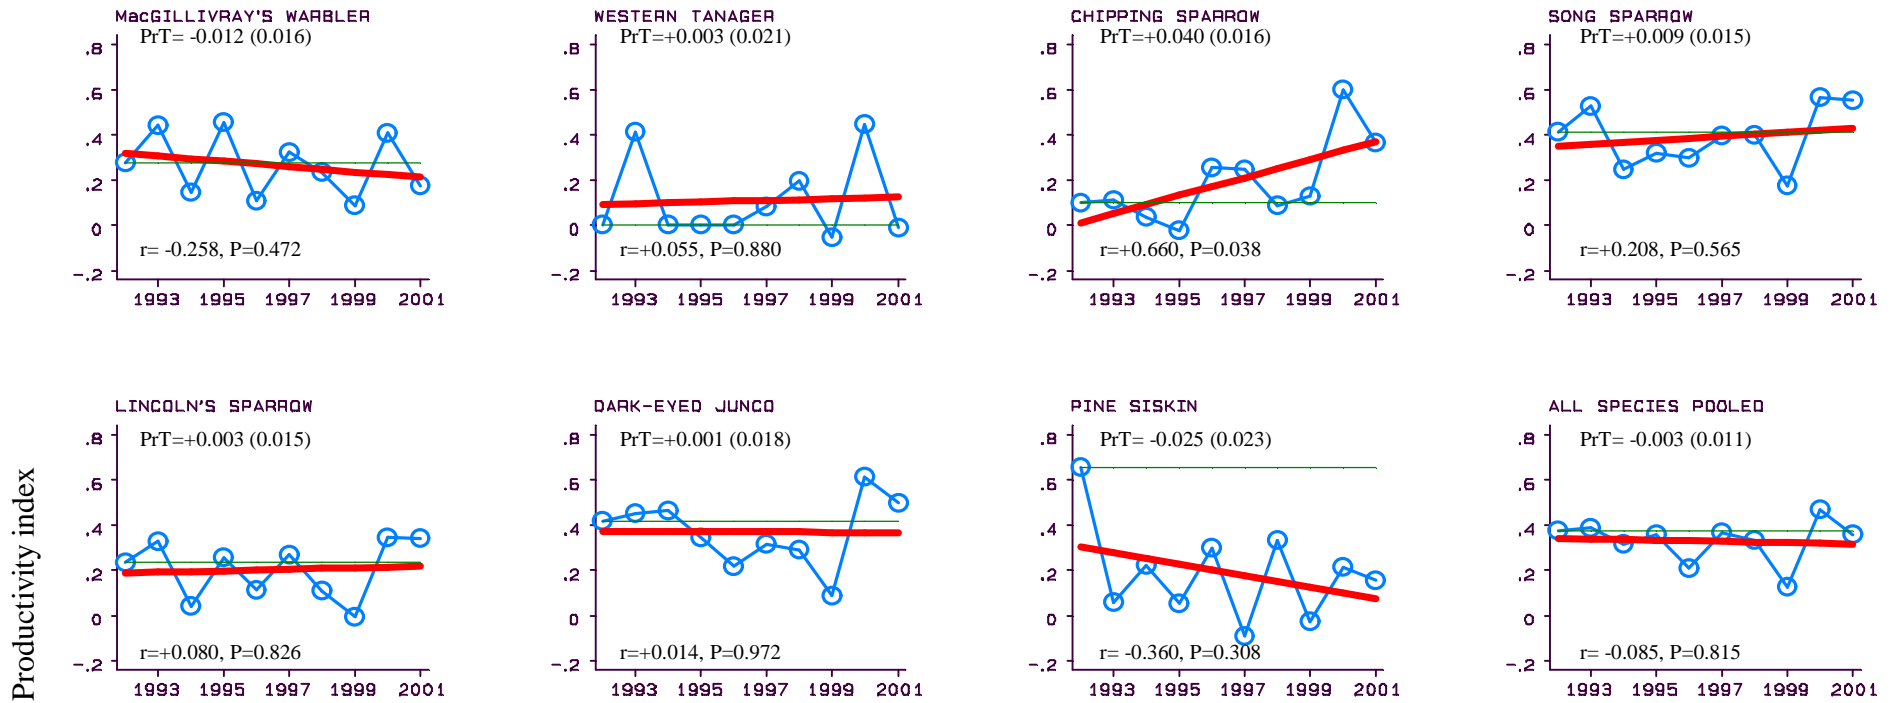 MacGILLIVRAY'S WARBLER
PrT= -0.012 (0.016)
.8
.6
.4
.2
0
-.2
r= -0.258, P=0.472
1993 1995 1997 1999 2001
WESTERN TANAGER
PrT=+0.003 (0.021)
.8
.6
.4
.2
0
-.2
r=+0.055, P=0.880
1993 1995 1997 1999 2001
CHIPPING SPARROW
PrT=+0.040 (0.016)
.8
.6
.4
.2
0
-.2
r=+0.660, P=0.038
1993 1995 1997 1999 2001
SONG SPARROW
PrT=+0.009 (0.015)
.8
.6
.4
.2
0
-.2
r=+0.208, P=0.565
1993 1995 1997 1999 2001
Productivity index
LINCOLN'S SPARROW
PrT=+0.003 (0.015)
.8
.6
.4
.2
0
-.2
r=+0.080, P=0.826
1993 1995 1997 1999 2001
DARK-EYED JUNCO
PrT=+0.001 (0.018)
.8
.6
.4
.2
0
-.2
r=+0.014, P=0.972
1993 1995 1997 1999 2001
PINE SISKIN
PrT= -0.025 (0.023)
.8
.6
.4
.2
0
-.2
r= -0.360, P=0.308
1993 1995 1997 1999 2001
ALL SPECIES POOLED
PrT= -0.003 (0.011)
.8
.6
.4
.2
0
-.2
r= -0.085, P=0.815
1993 1995 1997 1999 2001